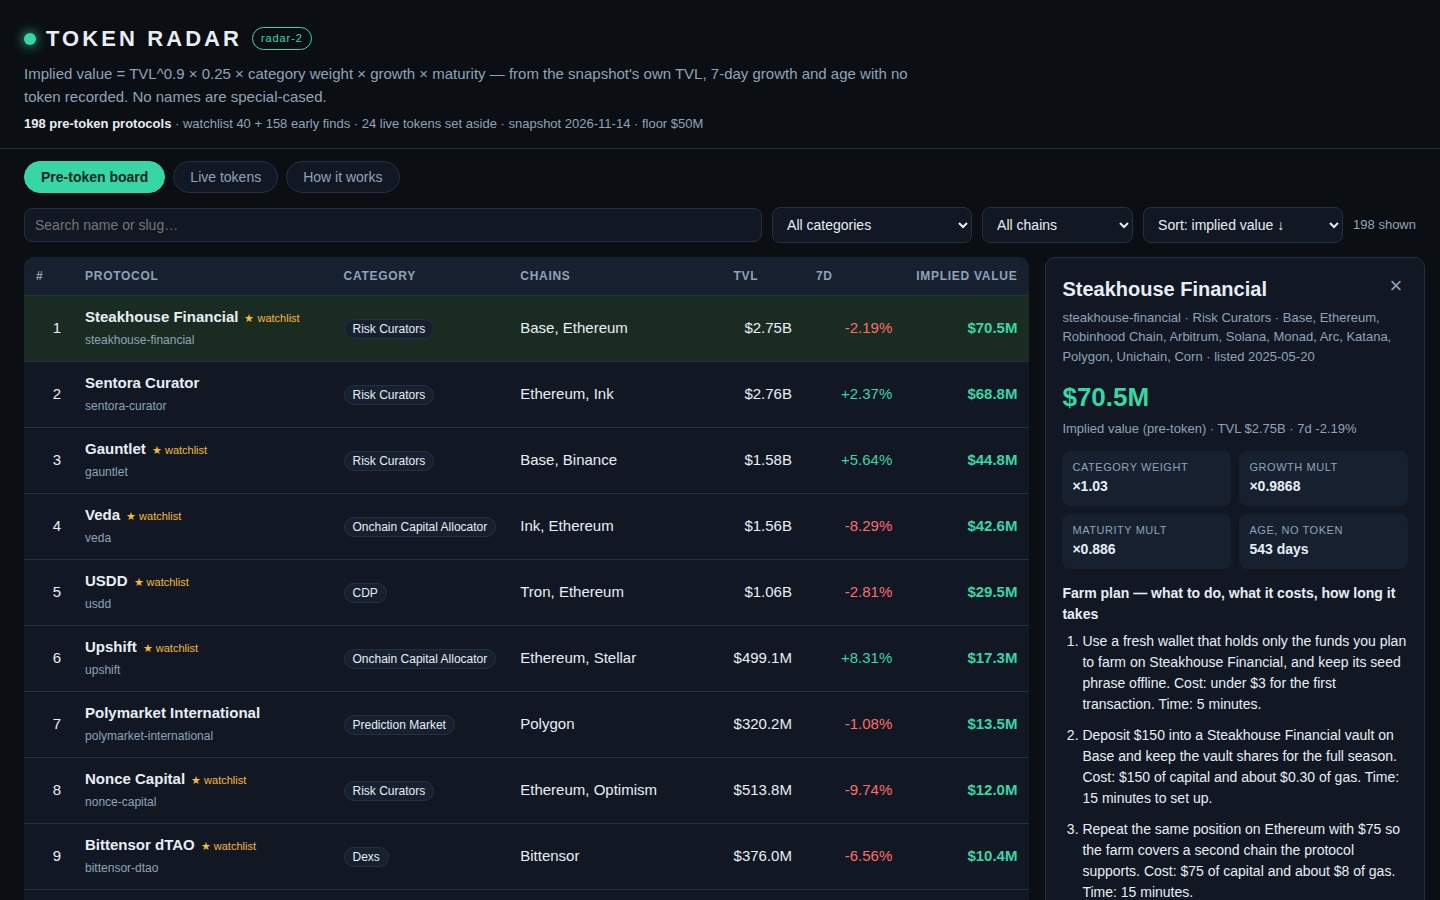 TOKEN RADAR radar-2
Implied value = TVL^0.9 × 0.25 × category weight × growth × maturity — from the snapshot's own TVL, 7-day growth and age with no
token recorded. No names are special-cased.
198 pre-token protocols · watchlist 40 + 158 early finds · 24 live tokens set aside · snapshot 2026-11-14 · floor $50M
Pre-token board Live tokens How it works
Search name or slug… All categories All chains Sort: implied value ↓ 198 shown
# PROTOCOL CATEGORY CHAINS TVL 7D IMPLIED VALUE
1 Steakhouse Financial ★ watchlist Risk Curators Base, Ethereum $2.75B -2.19% $70.5M
steakhouse-financial
2 Sentora Curator Risk Curators Ethereum, Ink $2.76B +2.37% $68.8M
sentora-curator
3 Gauntlet ★ watchlist Risk Curators Base, Binance $1.58B +5.64% $44.8M
gauntlet
4 Veda ★ watchlist Onchain Capital Allocator Ink, Ethereum $1.56B -8.29% $42.6M
veda
5 USDD ★ watchlist CDP Tron, Ethereum $1.06B -2.81% $29.5M
usdd
6 Upshift ★ watchlist Onchain Capital Allocator Ethereum, Stellar $499.1M +8.31% $17.3M
upshift
7 Polymarket International Prediction Market Polygon $320.2M -1.08% $13.5M
polymarket-international
8 Nonce Capital ★ watchlist Risk Curators Ethereum, Optimism $513.8M -9.74% $12.0M
nonce-capital
9 Bittensor dTAO ★ watchlist Dexs Bittensor $376.0M -6.56% $10.4M
bittensor-dtao
Steakhouse Financial ×
steakhouse-financial · Risk Curators · Base, Ethereum,
Robinhood Chain, Arbitrum, Solana, Monad, Arc, Katana,
Polygon, Unichain, Corn · listed 2025-05-20
$70.5M
Implied value (pre-token) · TVL $2.75B · 7d -2.19%
CATEGORY WEIGHT GROWTH MULT
×1.03 ×0.9868
MATURITY MULT AGE, NO TOKEN
×0.886 543 days
Farm plan — what to do, what it costs, how long it
takes
1. Use a fresh wallet that holds only the funds you plan
to farm on Steakhouse Financial, and keep its seed
phrase offline. Cost: under $3 for the first
transaction. Time: 5 minutes.
2. Deposit $150 into a Steakhouse Financial vault on
Base and keep the vault shares for the full season.
Cost: $150 of capital and about $0.30 of gas. Time:
15 minutes to set up.
3. Repeat the same position on Ethereum with $75 so
the farm covers a second chain the protocol
supports. Cost: $75 of capital and about $8 of gas.
Time: 15 minutes.